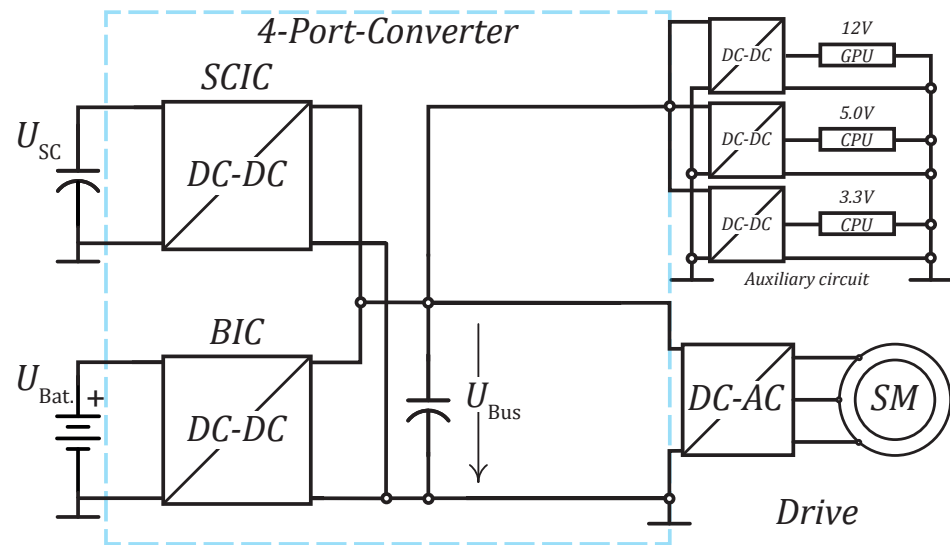 4-Port-Converter
SCIC
DC-DC
U_SC
BIC
DC-DC
U_Bat. +
U_Bus
12V
DC-DC
GPU
5.0V
DC-DC
CPU
3.3V
DC-DC
CPU
Auxiliary circuit
DC-AC
SM
Drive